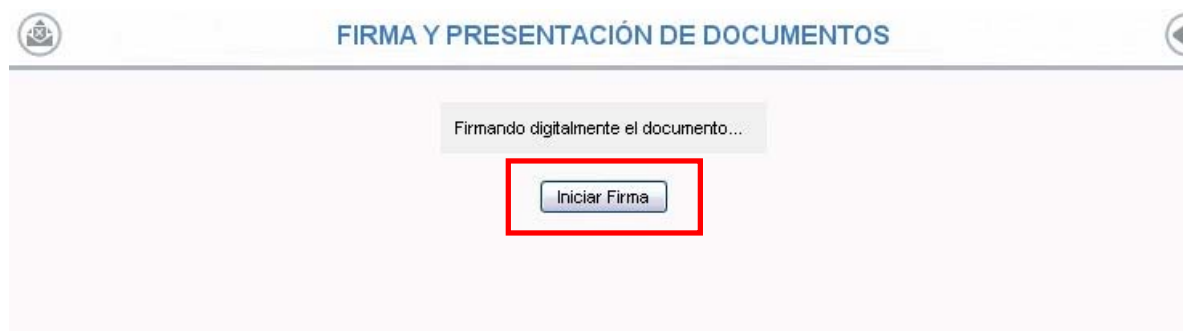 FIRMA Y PRESENTACIÓN DE DOCUMENTOS
Firmando digitalmente el documento...
Iniciar Firma